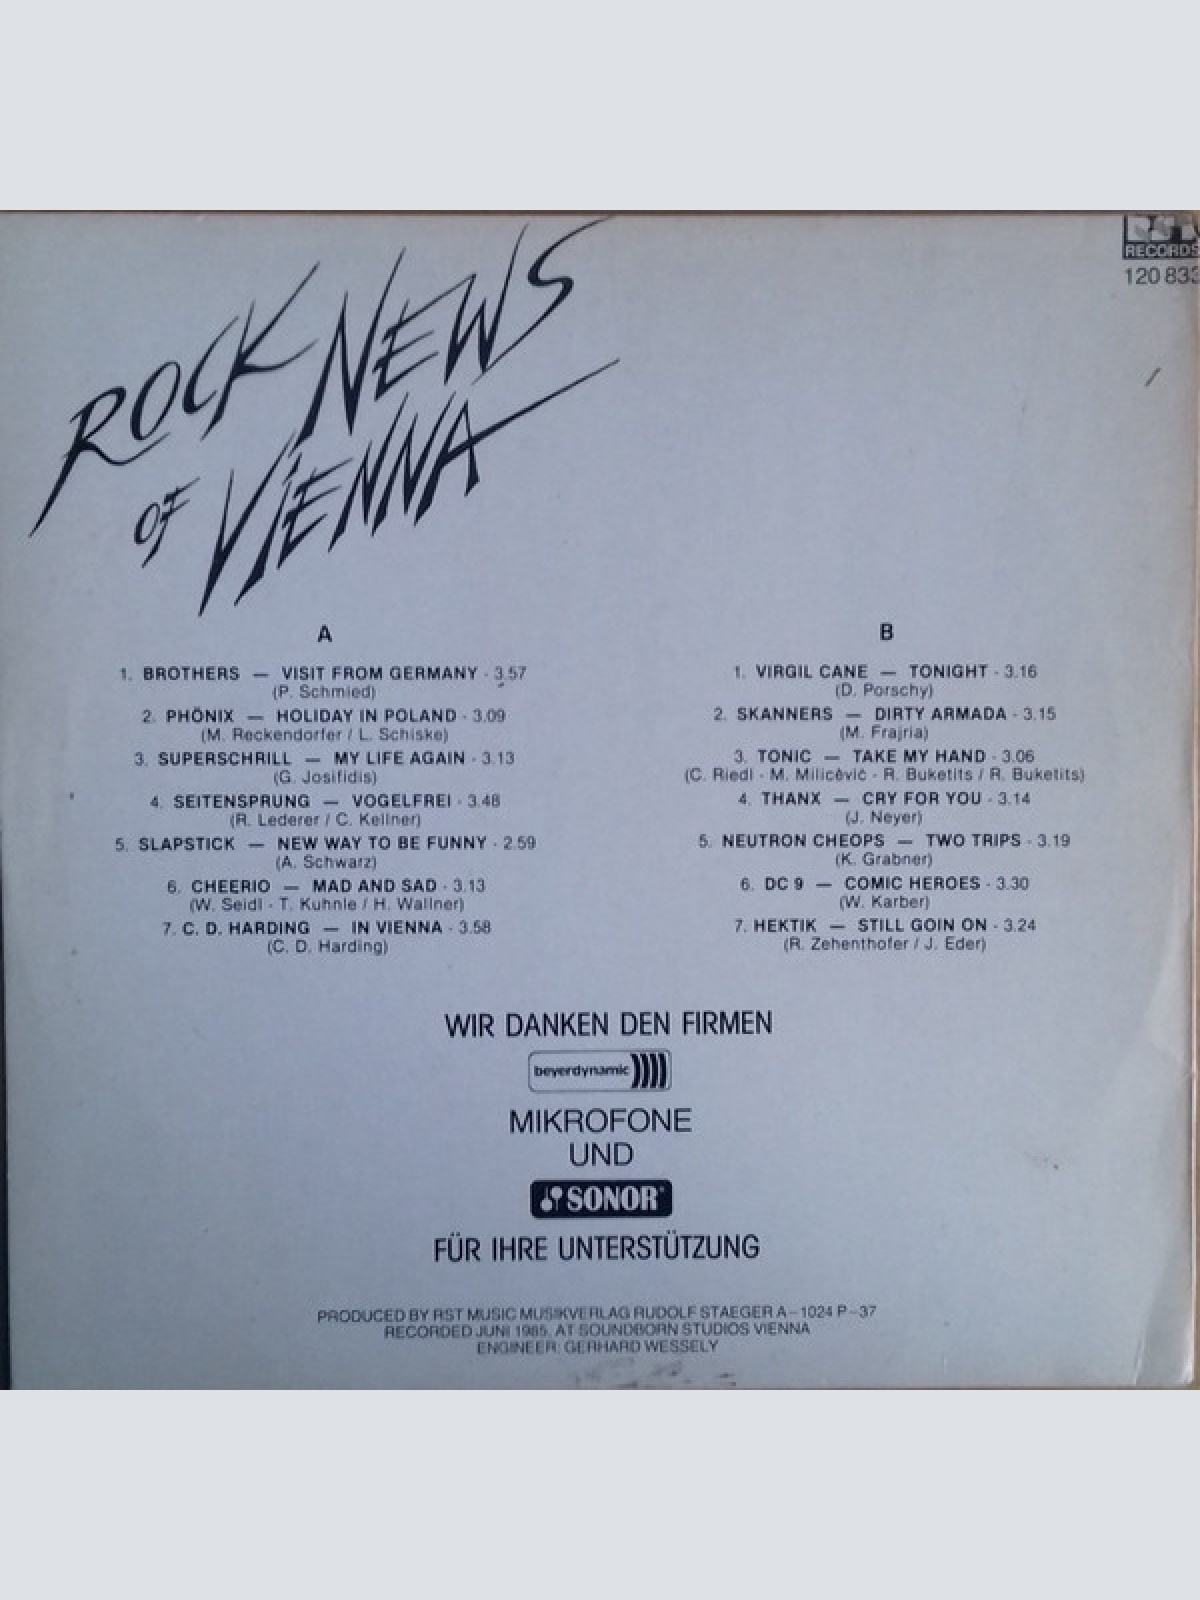 ROCK NEWS
OF VIENNA
RECORDS
120 833
A
1. BROTHERS — VISIT FROM GERMANY - 3.57
(P. Schmied)
2. PHÖNIX — HOLIDAY IN POLAND - 3.09
(M. Reckendorfer / L. Schiske)
3. SUPERSCHRILL — MY LIFE AGAIN - 3.13
(G. Josifidis)
4. SEITENSPRUNG — VOGELFREI - 3.48
(R. Lederer / C. Kellner)
5. SLAPSTICK — NEW WAY TO BE FUNNY - 2.59
(A. Schwarz)
6. CHEERIO — MAD AND SAD - 3.13
(W. Seidl - T. Kuhnle / H. Wallner)
7. C. D. HARDING — IN VIENNA - 3.58
(C. D. Harding)
B
1. VIRGIL CANE — TONIGHT - 3.16
(D. Porschy)
2. SKANNERS — DIRTY ARMADA - 3.15
(M. Frajria)
3. TONIC — TAKE MY HAND - 3.06
(C. Riedl - M. Milicêvić - R. Buketits / R. Buketits)
4. THANX — CRY FOR YOU - 3.14
(J. Neyer)
5. NEUTRON CHEOPS — TWO TRIPS - 3.19
(K. Grabner)
6. DC 9 — COMIC HEROES - 3.30
(W. Karber)
7. HEKTIK — STILL GOIN ON - 3.24
(R. Zehenthofer / J. Eder)
WIR DANKEN DEN FIRMEN
beyerdynamic
MIKROFONE
UND
SONOR
FÜR IHRE UNTERSTÜTZUNG
PRODUCED BY RST MUSIC MUSIKVERLAG RUDOLF STAEGER A–1024 P–37
RECORDED JUNI 1985, AT SOUNDBORN STUDIOS VIENNA
ENGINEER: GERHARD WESSELY